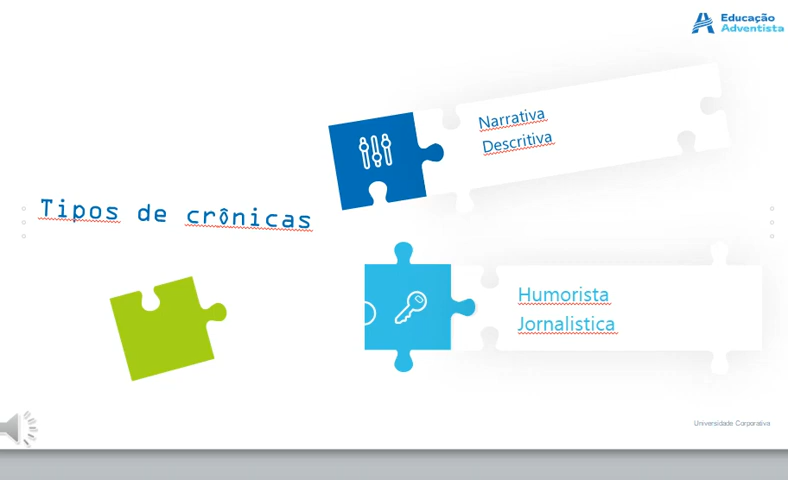 Educação
Adventista
Narrativa
Descritiva
Tipos de crônicas
Humorista
Jornalistica
Universidade Corporativa